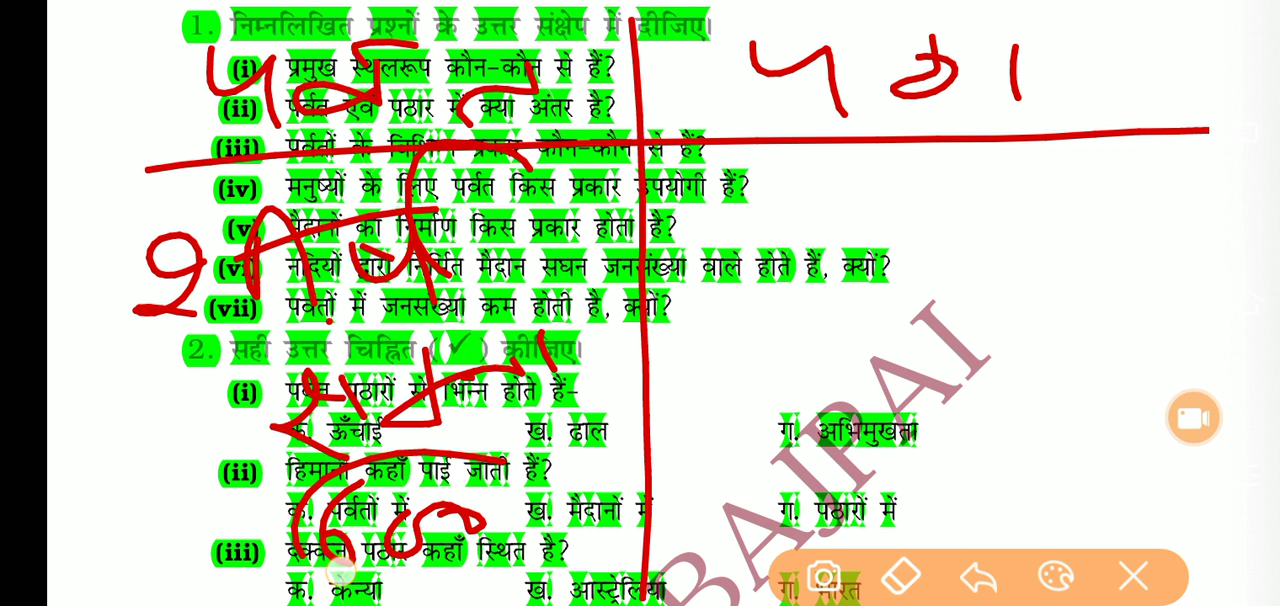 1. निम्नलिखित प्रश्नों के उत्तर संक्षेप में दीजिए।
(i) प्रमुख स्थलरूप कौन-कौन से हैं?
(ii) पर्वत एवं पठार में क्या अंतर है?
(iii) पर्वतों के विभिन्न प्रकार कौन-कौन से हैं?
(iv) मनुष्यों के लिए पर्वत किस प्रकार उपयोगी हैं?
(v) मैदानों का निर्माण किस प्रकार होता है?
(vi) नदियों द्वारा निर्मित मैदान सघन जनसंख्या वाले होते हैं, क्यों?
(vii) पर्वतों में जनसंख्या कम होती है, क्यों?
2. सही उत्तर चिह्नित (✓) कीजिए।
(i) पर्वत पठारों से भिन्न होते हैं-
क. ऊँचाई ख. ढाल ग. अभिमुखता
(ii) हिमानी कहाँ पाई जाती हैं?
क. पर्वतों में ख. मैदानों में ग. पठारों में
(iii) दक्कन पठार कहाँ स्थित है?
क. केन्या ख. आस्ट्रेलिया ग. भारत
पर्वत
BAJPAI